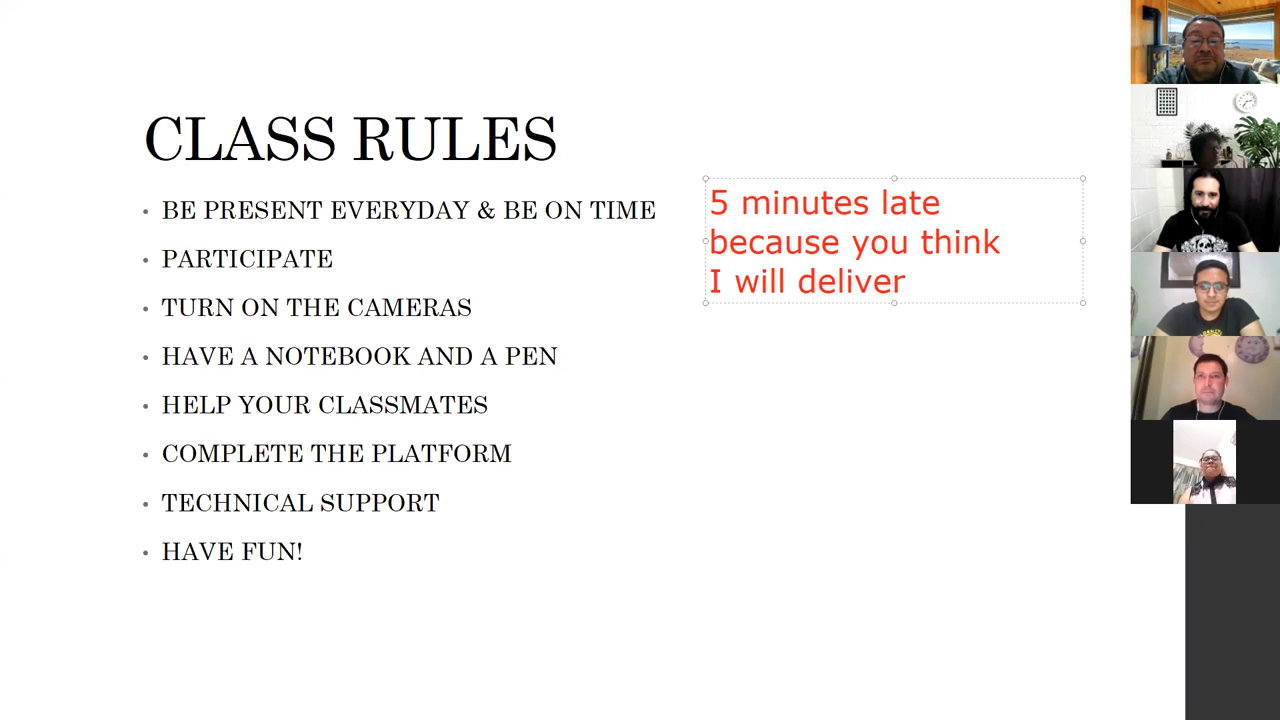 CLASS RULES
BE PRESENT EVERYDAY & BE ON TIME
PARTICIPATE
TURN ON THE CAMERAS
HAVE A NOTEBOOK AND A PEN
HELP YOUR CLASSMATES
COMPLETE THE PLATFORM
TECHNICAL SUPPORT
HAVE FUN!
5 minutes late
because you think
I will deliver